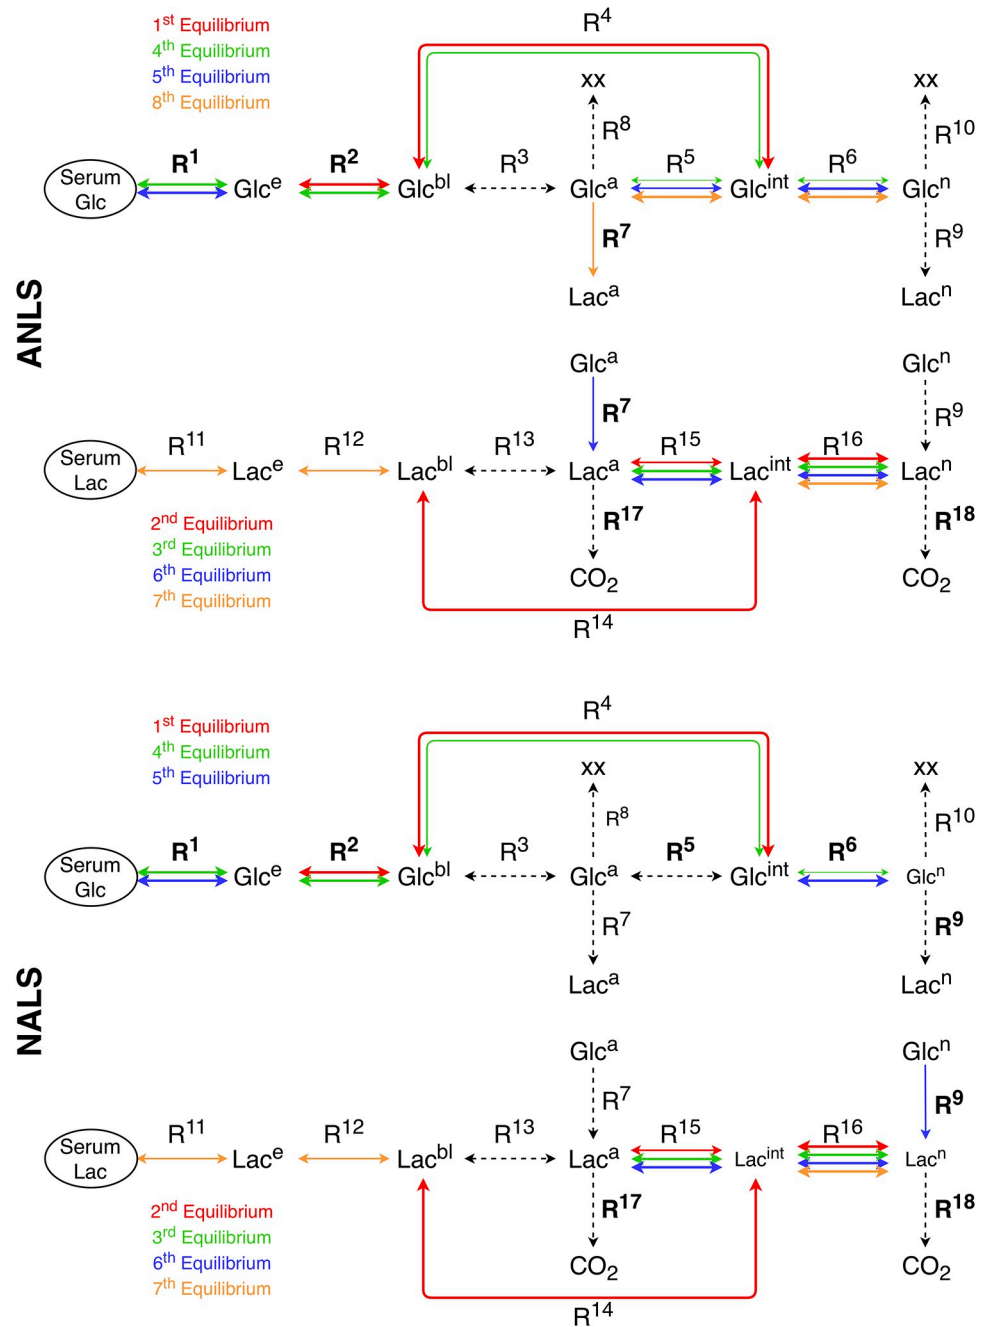 R⁴
1ˢᵗ Equilibrium
4ᵗʰ Equilibrium
5ᵗʰ Equilibrium
8ᵗʰ Equilibrium
xx xx
R⁸ R¹⁰
Serum Glc R¹ Glcᵉ R² Glcᵇˡ R³ Glcᵃ R⁵ Glcⁱⁿᵗ R⁶ Glcⁿ
R⁷ R⁹
Lacᵃ Lacⁿ
ANLS
Glcᵃ Glcⁿ
R⁷ R⁹
Serum Lac R¹¹ Lacᵉ R¹² Lacᵇˡ R¹³ Lacᵃ R¹⁵ Lacⁱⁿᵗ R¹⁶ Lacⁿ
R¹⁷ R¹⁸
2ⁿᵈ Equilibrium
3ʳᵈ Equilibrium
6ᵗʰ Equilibrium
7ᵗʰ Equilibrium
CO₂ CO₂
R¹⁴
R⁴
1ˢᵗ Equilibrium
4ᵗʰ Equilibrium
5ᵗʰ Equilibrium
xx xx
R⁸ R¹⁰
Serum Glc R¹ Glcᵉ R² Glcᵇˡ R³ Glcᵃ R⁵ Glcⁱⁿᵗ R⁶ Glcⁿ
R⁷ R⁹
Lacᵃ Lacⁿ
NALS
Glcᵃ Glcⁿ
R⁷ R⁹
Serum Lac R¹¹ Lacᵉ R¹² Lacᵇˡ R¹³ Lacᵃ R¹⁵ Lacⁱⁿᵗ R¹⁶ Lacⁿ
R¹⁷ R¹⁸
2ⁿᵈ Equilibrium
3ʳᵈ Equilibrium
6ᵗʰ Equilibrium
7ᵗʰ Equilibrium
CO₂ CO₂
R¹⁴